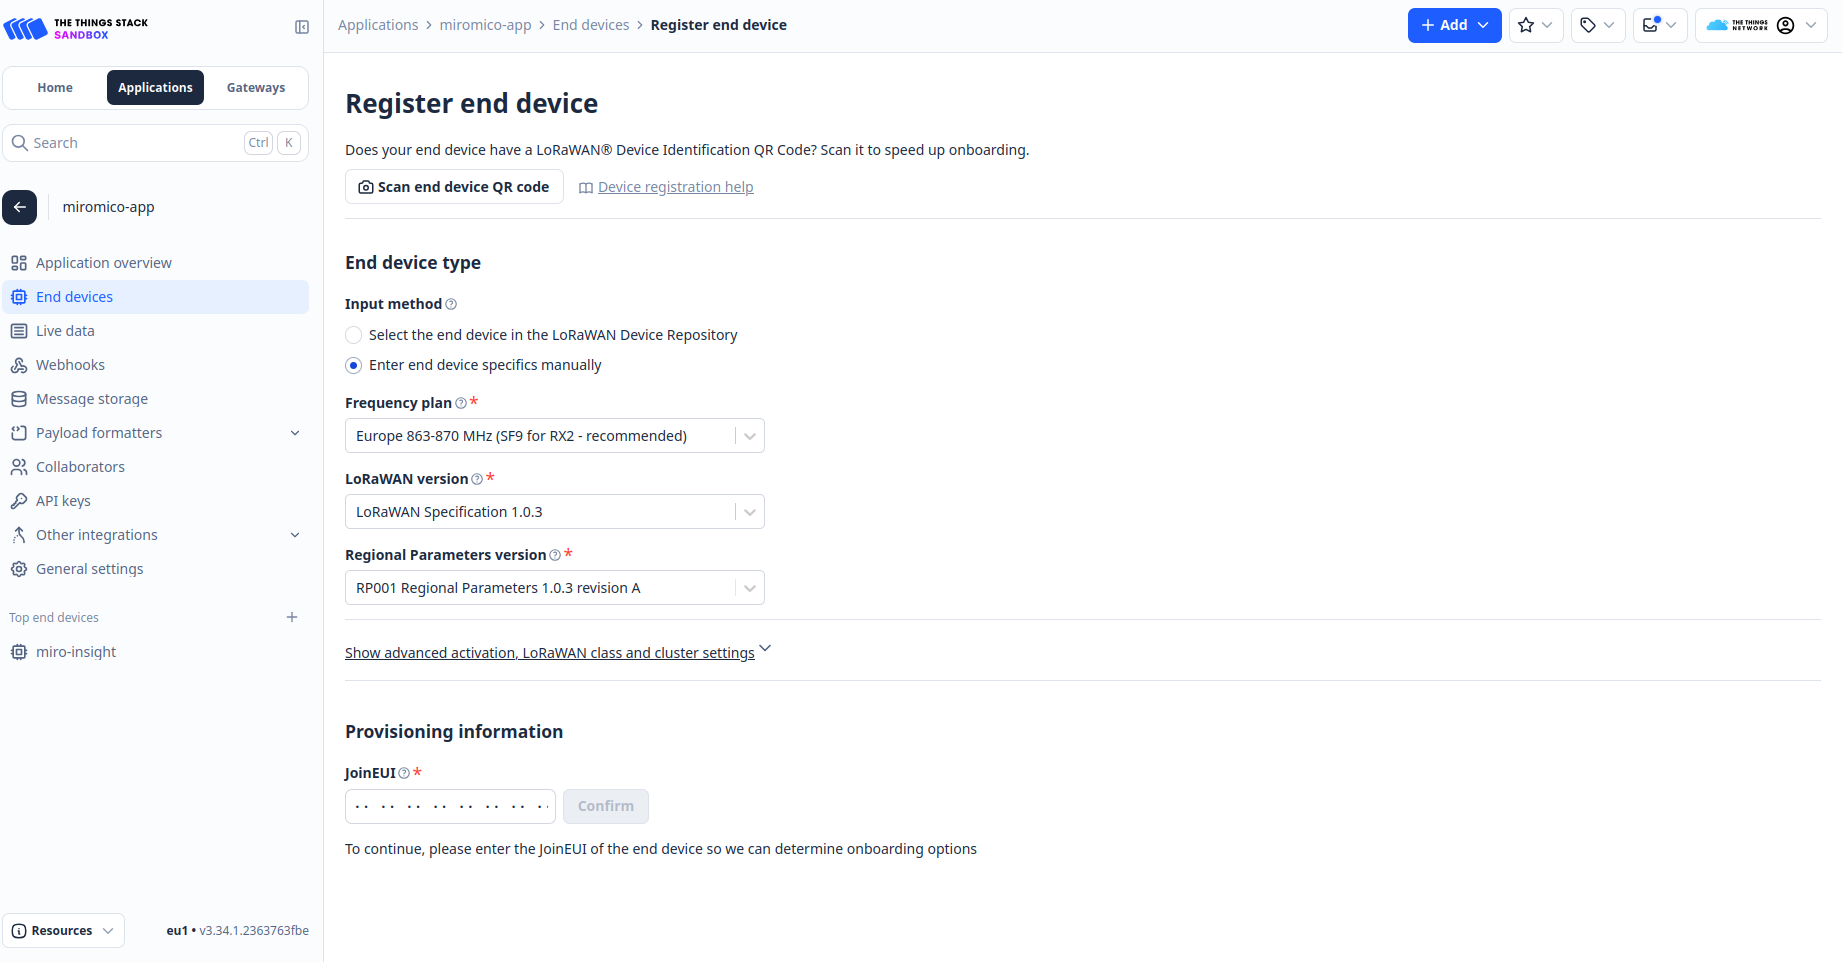 THE THINGS STACK
SANDBOX
Home
Applications
Gateways
Search
Ctrl
K
miromico-app
Application overview
End devices
Live data
Webhooks
Message storage
Payload formatters
Collaborators
API keys
Other integrations
General settings
Top end devices
miro-insight
Resources
eu1 • v3.34.1.2363763fbe
Applications > miromico-app > End devices > Register end device
+ Add
THE THINGS
NETWORK
Register end device
Does your end device have a LoRaWAN® Device Identification QR Code? Scan it to speed up onboarding.
Scan end device QR code
Device registration help
End device type
Input method
Select the end device in the LoRaWAN Device Repository
Enter end device specifics manually
Frequency plan *
Europe 863-870 MHz (SF9 for RX2 - recommended)
LoRaWAN version *
LoRaWAN Specification 1.0.3
Regional Parameters version *
RP001 Regional Parameters 1.0.3 revision A
Show advanced activation, LoRaWAN class and cluster settings
Provisioning information
JoinEUI *
·· ·· ·· ·· ·· ·· ·· ··
Confirm
To continue, please enter the JoinEUI of the end device so we can determine onboarding options